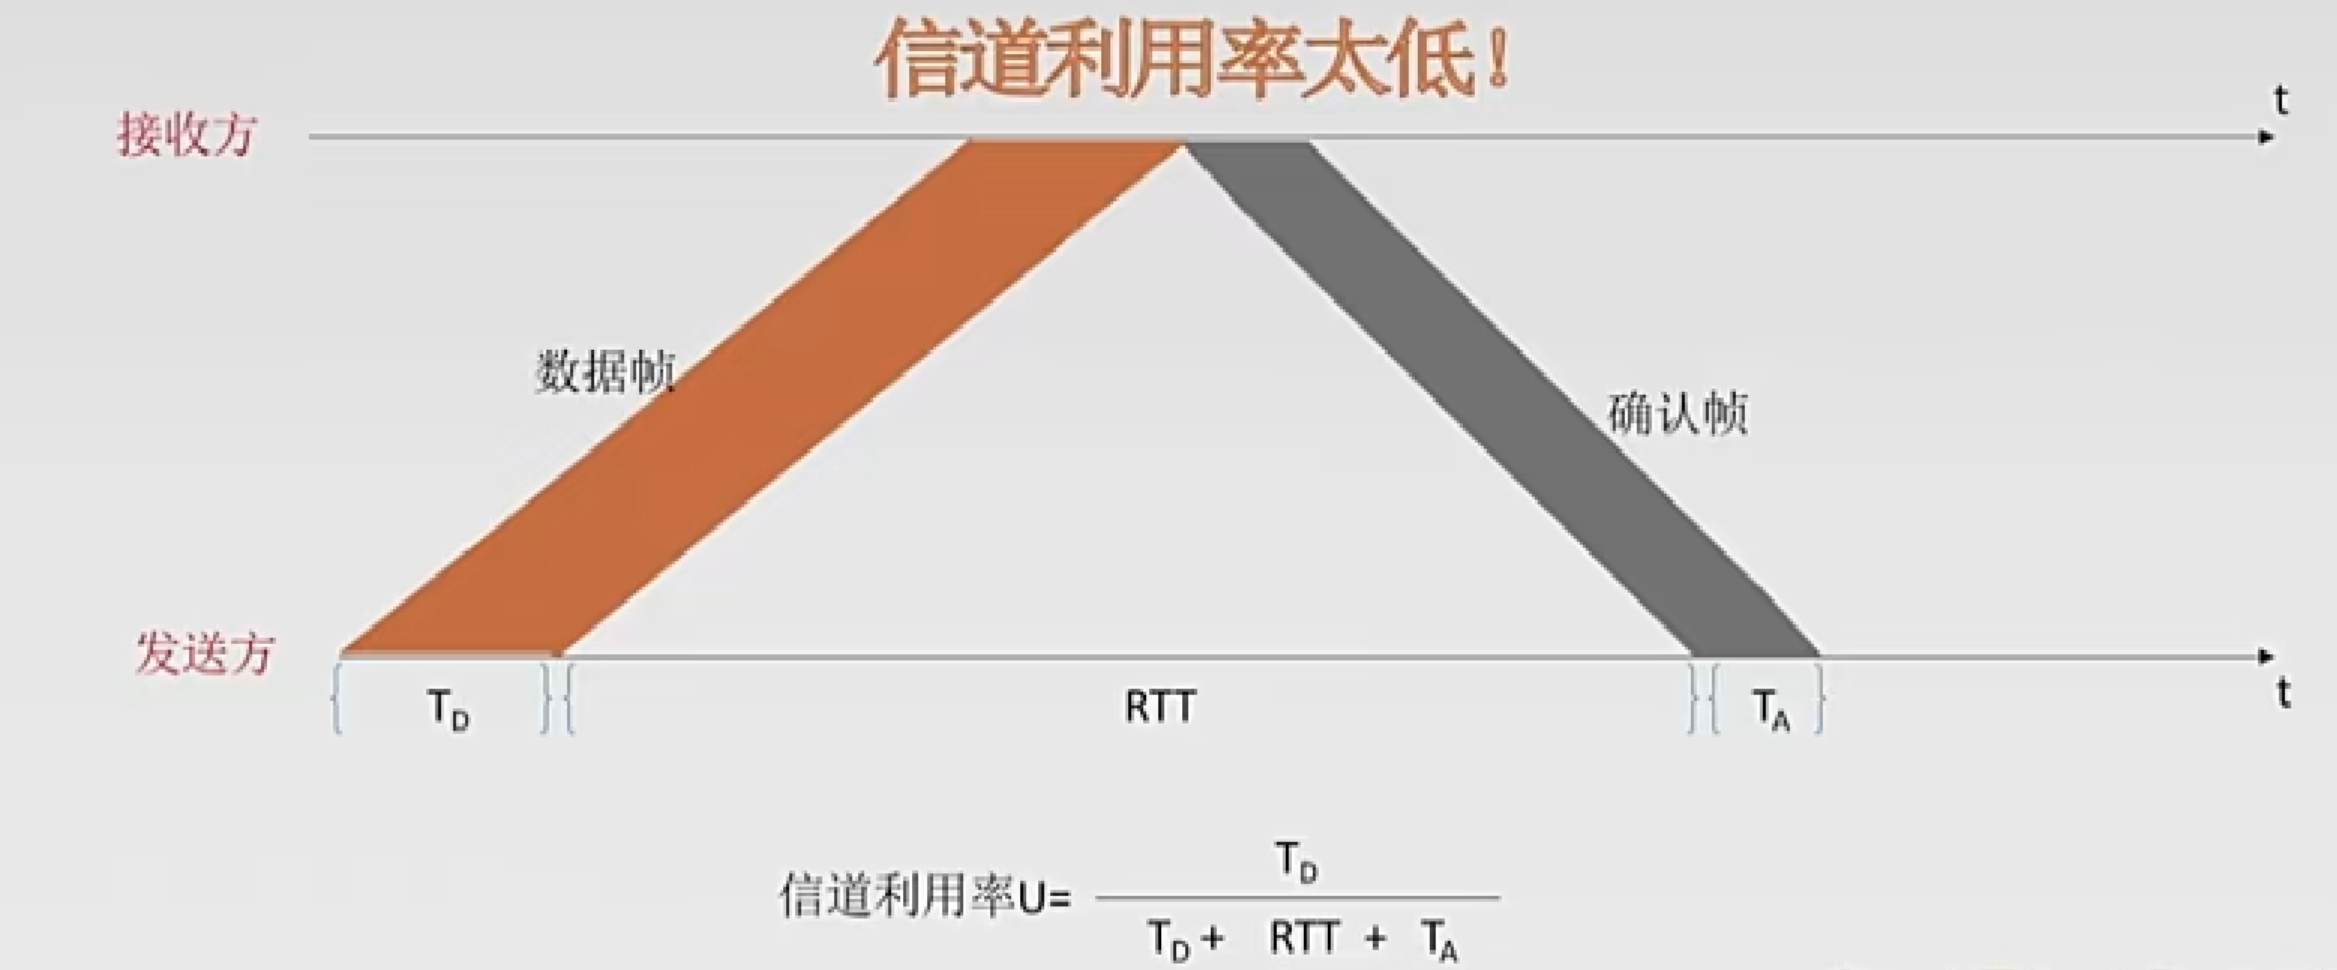 信道利用率太低!
t
接收方
数据帧
确认帧
发送方
t
T_D RTT T_A
信道利用率U= T_D
T_D + RTT + T_A